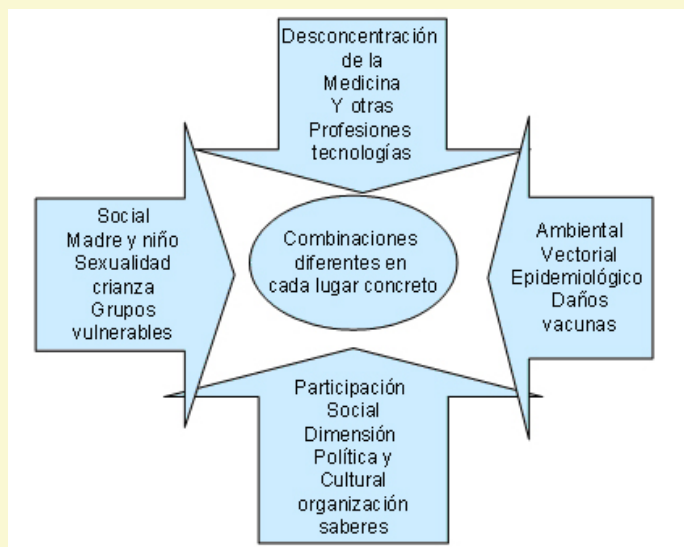 Desconcentración
de la
Medicina
Y otras
Profesiones
tecnologías
Social
Madre y niño
Sexualidad
crianza
Grupos
vulnerables
Combinaciones
diferentes en
cada lugar concreto
Ambiental
Vectorial
Epidemiológico
Daños
vacunas
Participación
Social
Dimensión
Política y
Cultural
organización
saberes